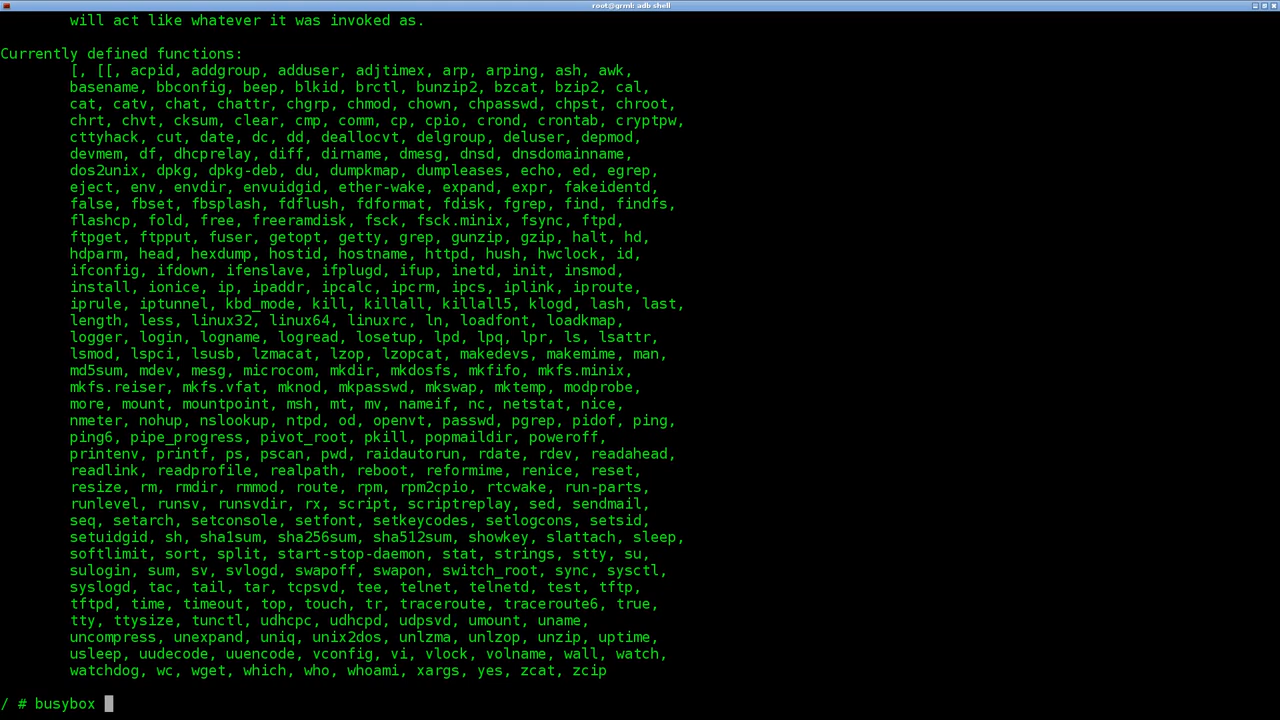 root@grml: adb shell
will act like whatever it was invoked as.
Currently defined functions:
[, [[, acpid, addgroup, adduser, adjtimex, arp, arping, ash, awk,
basename, bbconfig, beep, blkid, brctl, bunzip2, bzcat, bzip2, cal,
cat, catv, chat, chattr, chgrp, chmod, chown, chpasswd, chpst, chroot,
chrt, chvt, cksum, clear, cmp, comm, cp, cpio, crond, crontab, cryptpw,
cttyhack, cut, date, dc, dd, deallocvt, delgroup, deluser, depmod,
devmem, df, dhcprelay, diff, dirname, dmesg, dnsd, dnsdomainname,
dos2unix, dpkg, dpkg-deb, du, dumpkmap, dumpleases, echo, ed, egrep,
eject, env, envdir, envuidgid, ether-wake, expand, expr, fakeidentd,
false, fbset, fbsplash, fdflush, fdformat, fdisk, fgrep, find, findfs,
flashcp, fold, free, freeramdisk, fsck, fsck.minix, fsync, ftpd,
ftpget, ftpput, fuser, getopt, getty, grep, gunzip, gzip, halt, hd,
hdparm, head, hexdump, hostid, hostname, httpd, hush, hwclock, id,
ifconfig, ifdown, ifenslave, ifplugd, ifup, inetd, init, insmod,
install, ionice, ip, ipaddr, ipcalc, ipcrm, ipcs, iplink, iproute,
iprule, iptunnel, kbd_mode, kill, killall, killall5, klogd, lash, last,
length, less, linux32, linux64, linuxrc, ln, loadfont, loadkmap,
logger, login, logname, logread, losetup, lpd, lpq, lpr, ls, lsattr,
lsmod, lspci, lsusb, lzmacat, lzop, lzopcat, makedevs, makemime, man,
md5sum, mdev, mesg, microcom, mkdir, mkdosfs, mkfifo, mkfs.minix,
mkfs.reiser, mkfs.vfat, mknod, mkpasswd, mkswap, mktemp, modprobe,
more, mount, mountpoint, msh, mt, mv, nameif, nc, netstat, nice,
nmeter, nohup, nslookup, ntpd, od, openvt, passwd, pgrep, pidof, ping,
ping6, pipe_progress, pivot_root, pkill, popmaildir, poweroff,
printenv, printf, ps, pscan, pwd, raidautorun, rdate, rdev, readahead,
readlink, readprofile, realpath, reboot, reformime, renice, reset,
resize, rm, rmdir, rmmod, route, rpm, rpm2cpio, rtcwake, run-parts,
runlevel, runsv, runsvdir, rx, script, scriptreplay, sed, sendmail,
seq, setarch, setconsole, setfont, setkeycodes, setlogcons, setsid,
setuidgid, sh, sha1sum, sha256sum, sha512sum, showkey, slattach, sleep,
softlimit, sort, split, start-stop-daemon, stat, strings, stty, su,
sulogin, sum, sv, svlogd, swapoff, swapon, switch_root, sync, sysctl,
syslogd, tac, tail, tar, tcpsvd, tee, telnet, telnetd, test, tftp,
tftpd, time, timeout, top, touch, tr, traceroute, traceroute6, true,
tty, ttysize, tunctl, udhcpc, udhcpd, udpsvd, umount, uname,
uncompress, unexpand, uniq, unix2dos, unlzma, unlzop, unzip, uptime,
usleep, uudecode, uuencode, vconfig, vi, vlock, volname, wall, watch,
watchdog, wc, wget, which, who, whoami, xargs, yes, zcat, zcip
/ # busybox